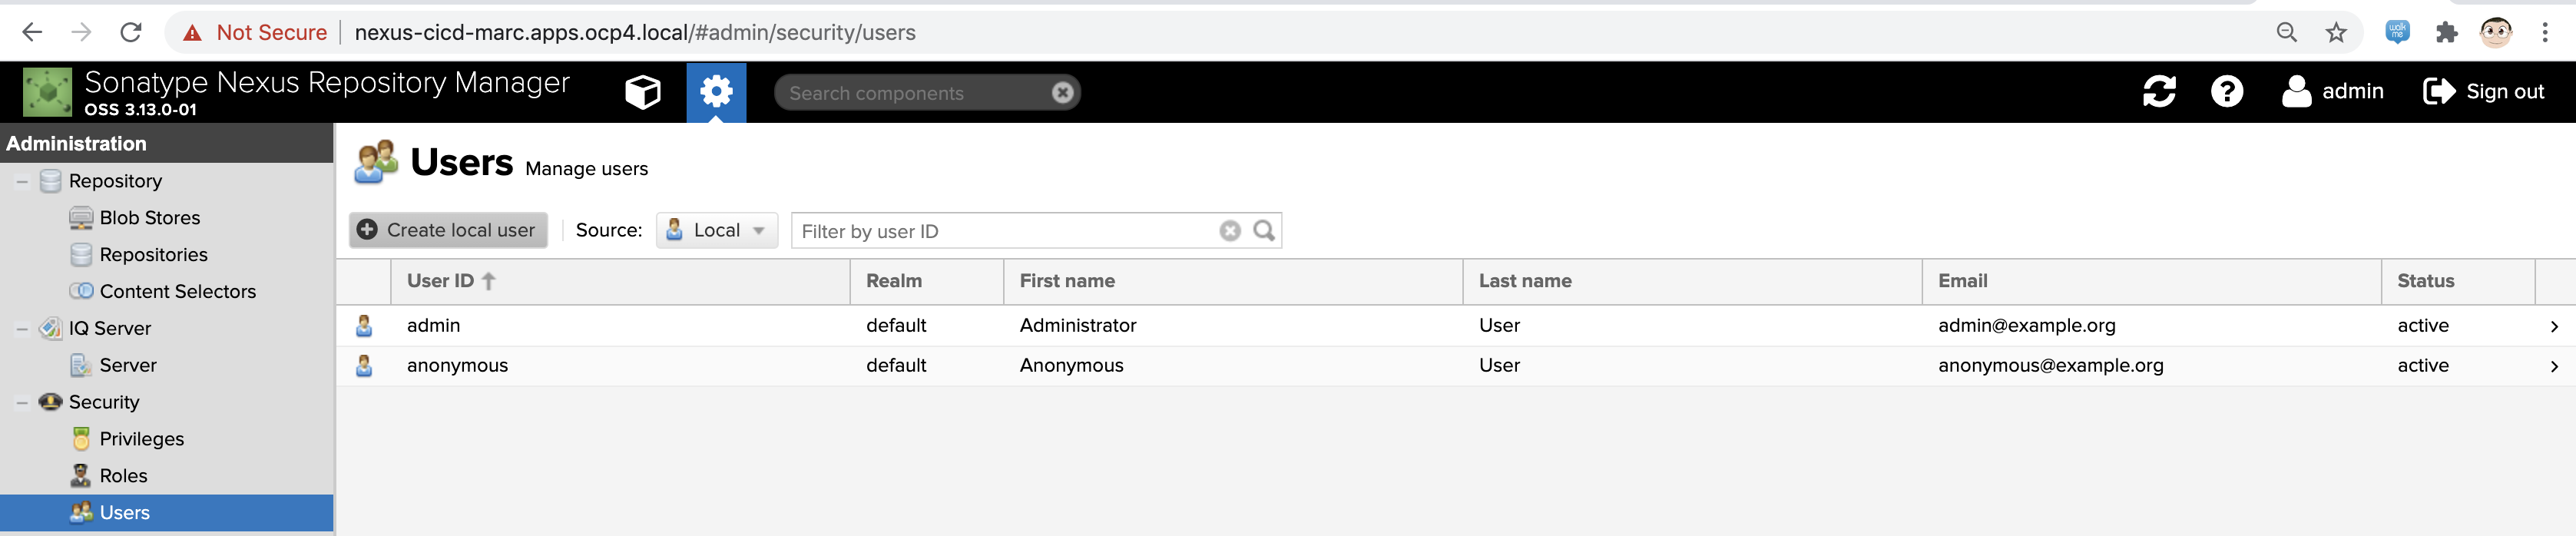 Not Secure nexus-cicd-marc.apps.ocp4.local/#admin/security/users
walk me
Sonatype Nexus Repository Manager
OSS 3.13.0-01
Search components
admin
Sign out
Administration
Repository
Blob Stores
Repositories
Content Selectors
IQ Server
Server
Security
Privileges
Roles
Users
Users Manage users
Create local user Source: Local Filter by user ID
User ID Realm First name Last name Email Status
admin default Administrator User admin@example.org active
anonymous default Anonymous User anonymous@example.org active